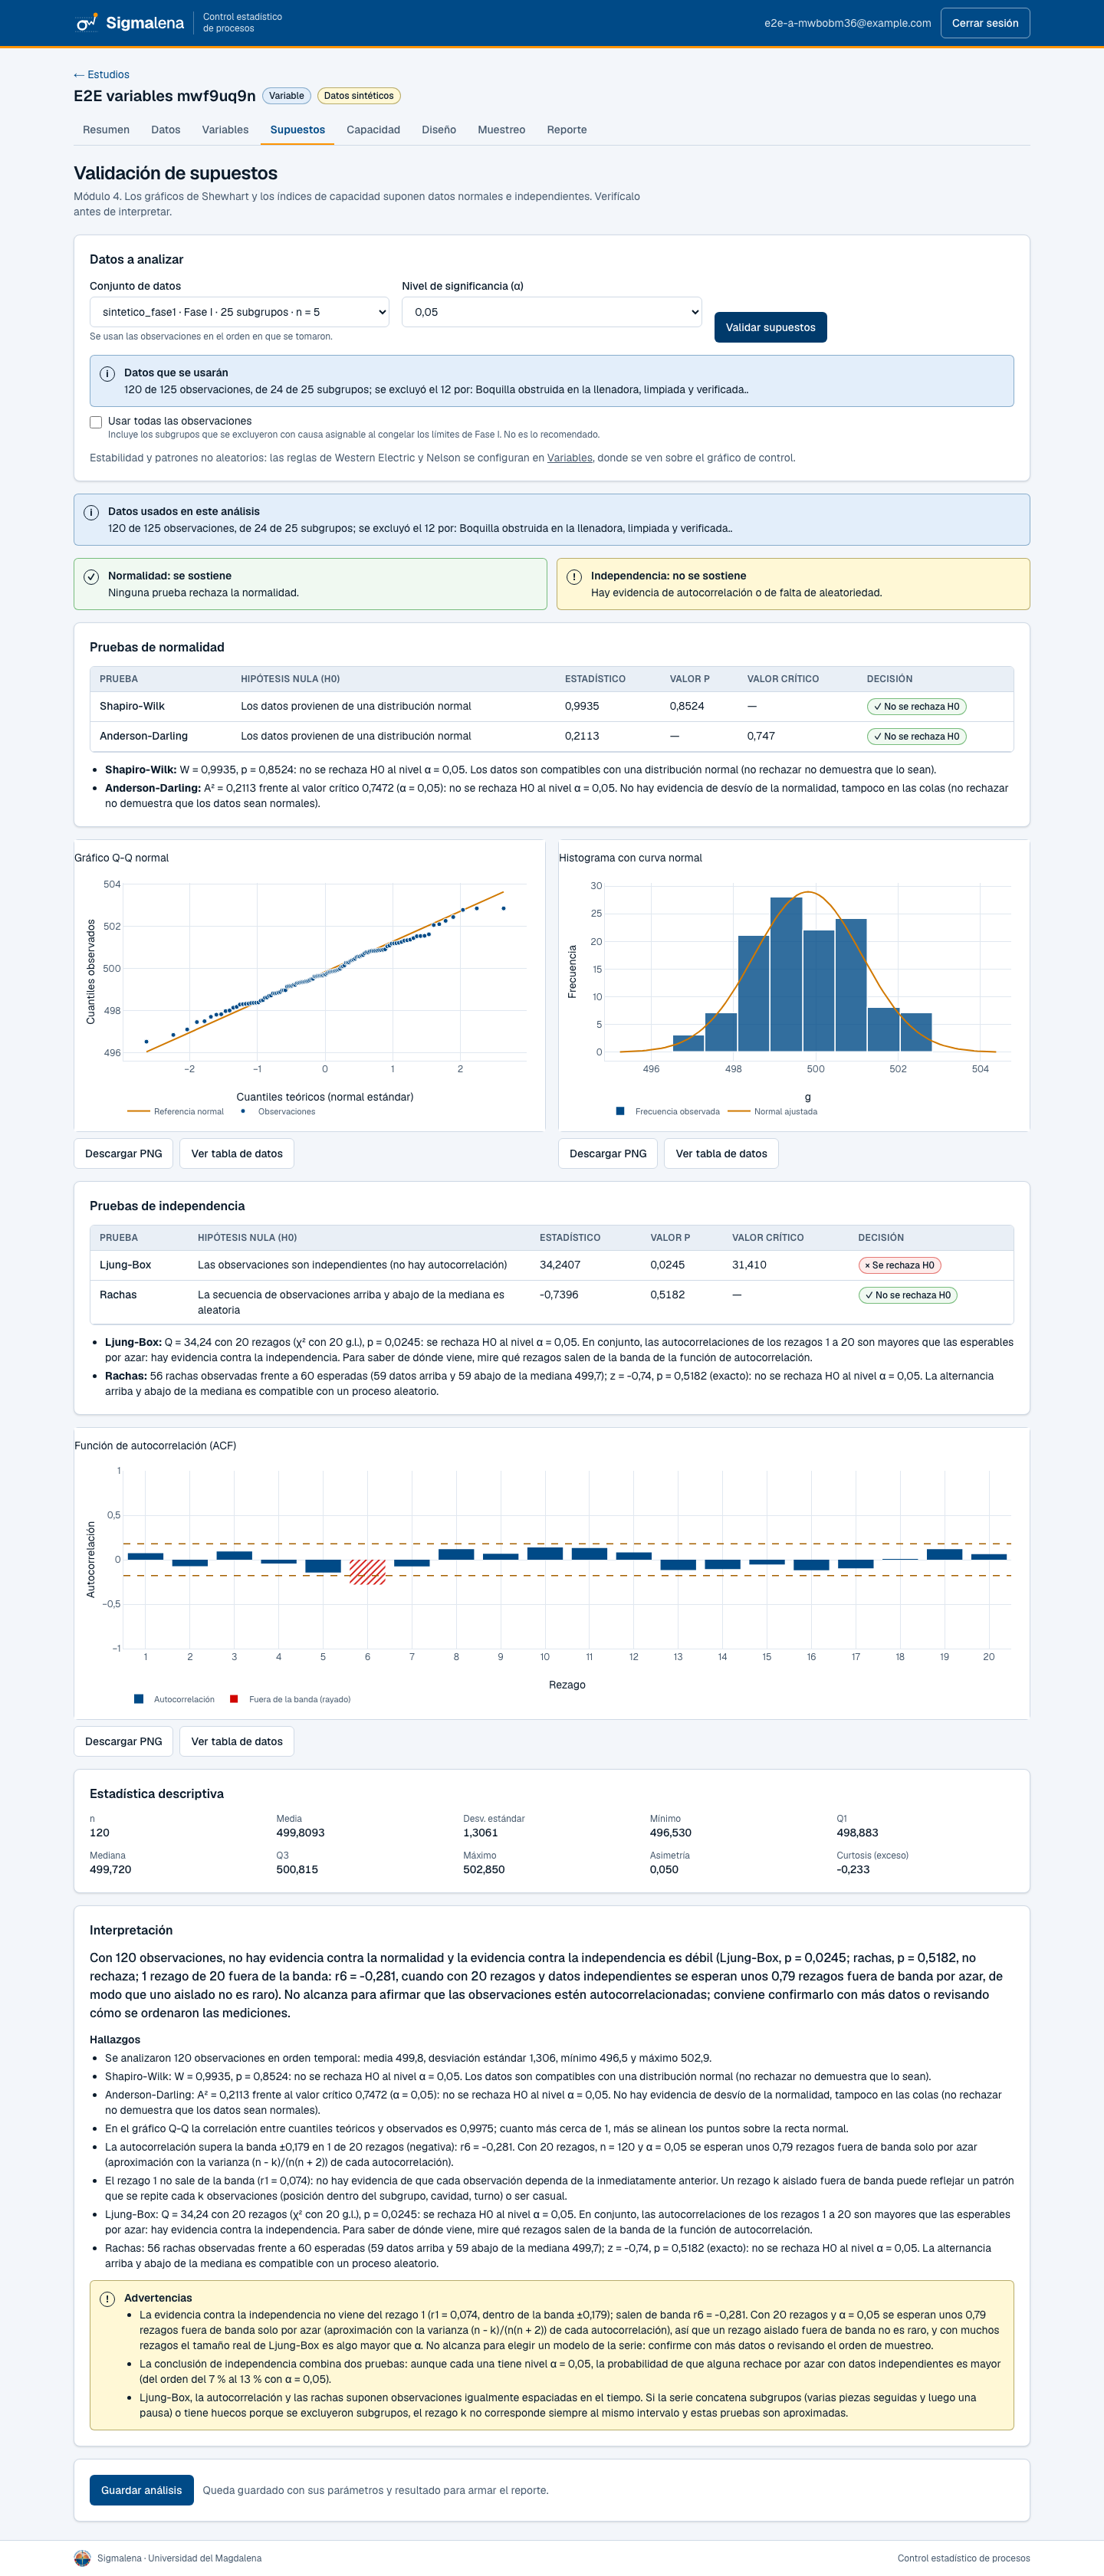 Sigmalena
Control estadístico
de procesos
e2e-a-mwbobm36@example.com
Cerrar sesión
← Estudios
E2E variables mwf9uq9n
Variable
Datos sintéticos
Resumen
Datos
Variables
Supuestos
Capacidad
Diseño
Muestreo
Reporte
Validación de supuestos
Módulo 4. Los gráficos de Shewhart y los índices de capacidad suponen datos normales e independientes. Verifícalo
antes de interpretar.
Datos a analizar
Conjunto de datos
sintetico_fase1 · Fase I · 25 subgrupos · n = 5
Se usan las observaciones en el orden en que se tomaron.
Nivel de significancia (α)
0,05
Validar supuestos
Datos que se usarán
120 de 125 observaciones, de 24 de 25 subgrupos; se excluyó el 12 por: Boquilla obstruida en la llenadora, limpiada y verificada..
Usar todas las observaciones
Incluye los subgrupos que se excluyeron con causa asignable al congelar los límites de Fase I. No es lo recomendado.
Estabilidad y patrones no aleatorios: las reglas de Western Electric y Nelson se configuran en Variables, donde se ven sobre el gráfico de control.
Datos usados en este análisis
120 de 125 observaciones, de 24 de 25 subgrupos; se excluyó el 12 por: Boquilla obstruida en la llenadora, limpiada y verificada..
Normalidad: se sostiene
Ninguna prueba rechaza la normalidad.
Independencia: no se sostiene
Hay evidencia de autocorrelación o de falta de aleatoriedad.
Pruebas de normalidad
PRUEBA HIPÓTESIS NULA (H0) ESTADÍSTICO VALOR P VALOR CRÍTICO DECISIÓN
Shapiro-Wilk Los datos provienen de una distribución normal 0,9935 0,8524 — ✓ No se rechaza H0
Anderson-Darling Los datos provienen de una distribución normal 0,2113 — 0,747 ✓ No se rechaza H0
• Shapiro-Wilk: W = 0,9935, p = 0,8524: no se rechaza H0 al nivel α = 0,05. Los datos son compatibles con una distribución normal (no rechazar no demuestra que lo sean).
• Anderson-Darling: A² = 0,2113 frente al valor crítico 0,7472 (α = 0,05): no se rechaza H0 al nivel α = 0,05. No hay evidencia de desvío de la normalidad, tampoco en las colas (no rechazar
no demuestra que los datos sean normales).
Gráfico Q-Q normal
504
502
500
498
496
Cuantiles observados
−2 −1 0 1 2
Cuantiles teóricos (normal estándar)
Referencia normal
Observaciones
Histograma con curva normal
30
25
20
15
10
5
0
Frecuencia
496 498 500 502 504
g
Frecuencia observada
Normal ajustada
Descargar PNG
Ver tabla de datos
Descargar PNG
Ver tabla de datos
Pruebas de independencia
PRUEBA HIPÓTESIS NULA (H0) ESTADÍSTICO VALOR P VALOR CRÍTICO DECISIÓN
Ljung-Box Las observaciones son independientes (no hay autocorrelación) 34,2407 0,0245 31,410 × Se rechaza H0
Rachas La secuencia de observaciones arriba y abajo de la mediana es -0,7396 0,5182 — ✓ No se rechaza H0
aleatoria
• Ljung-Box: Q = 34,24 con 20 rezagos (χ² con 20 g.l.), p = 0,0245: se rechaza H0 al nivel α = 0,05. En conjunto, las autocorrelaciones de los rezagos 1 a 20 son mayores que las esperables
por azar: hay evidencia contra la independencia. Para saber de dónde viene, mire qué rezagos salen de la banda de la función de autocorrelación.
• Rachas: 56 rachas observadas frente a 60 esperadas (59 datos arriba y 59 abajo de la mediana 499,7); z = -0,74, p = 0,5182 (exacto): no se rechaza H0 al nivel α = 0,05. La alternancia
arriba y abajo de la mediana es compatible con un proceso aleatorio.
Función de autocorrelación (ACF)
1
0,5
0
−0,5
−1
Autocorrelación
1 2 3 4 5 6 7 8 9 10 11 12 13 14 15 16 17 18 19 20
Rezago
Autocorrelación
Fuera de la banda (rayado)
Descargar PNG
Ver tabla de datos
Estadística descriptiva
n Media Desv. estándar Mínimo Q1
120 499,8093 1,3061 496,530 498,883
Mediana Q3 Máximo Asimetría Curtosis (exceso)
499,720 500,815 502,850 0,050 -0,233
Interpretación
Con 120 observaciones, no hay evidencia contra la normalidad y la evidencia contra la independencia es débil (Ljung-Box, p = 0,0245; rachas, p = 0,5182, no
rechaza; 1 rezago de 20 fuera de la banda: r6 = -0,281, cuando con 20 rezagos y datos independientes se esperan unos 0,79 rezagos fuera de banda por azar, de
modo que uno aislado no es raro). No alcanza para afirmar que las observaciones estén autocorrelacionadas; conviene confirmarlo con más datos o revisando
cómo se ordenaron las mediciones.
Hallazgos
• Se analizaron 120 observaciones en orden temporal: media 499,8, desviación estándar 1,306, mínimo 496,5 y máximo 502,9.
• Shapiro-Wilk: W = 0,9935, p = 0,8524: no se rechaza H0 al nivel α = 0,05. Los datos son compatibles con una distribución normal (no rechazar no demuestra que lo sean).
• Anderson-Darling: A² = 0,2113 frente al valor crítico 0,7472 (α = 0,05): no se rechaza H0 al nivel α = 0,05. No hay evidencia de desvío de la normalidad, tampoco en las colas (no rechazar
no demuestra que los datos sean normales).
• En el gráfico Q-Q la correlación entre cuantiles teóricos y observados es 0,9975; cuanto más cerca de 1, más se alinean los puntos sobre la recta normal.
• La autocorrelación supera la banda ±0,179 en 1 de 20 rezagos (negativa): r6 = -0,281. Con 20 rezagos, n = 120 y α = 0,05 se esperan unos 0,79 rezagos fuera de banda solo por azar
(aproximación con la varianza (n - k)/(n(n + 2)) de cada autocorrelación).
• El rezago 1 no sale de la banda (r1 = 0,074): no hay evidencia de que cada observación dependa de la inmediatamente anterior. Un rezago k aislado fuera de banda puede reflejar un patrón
que se repite cada k observaciones (posición dentro del subgrupo, cavidad, turno) o ser casual.
• Ljung-Box: Q = 34,24 con 20 rezagos (χ² con 20 g.l.), p = 0,0245: se rechaza H0 al nivel α = 0,05. En conjunto, las autocorrelaciones de los rezagos 1 a 20 son mayores que las esperables
por azar: hay evidencia contra la independencia. Para saber de dónde viene, mire qué rezagos salen de la banda de la función de autocorrelación.
• Rachas: 56 rachas observadas frente a 60 esperadas (59 datos arriba y 59 abajo de la mediana 499,7); z = -0,74, p = 0,5182 (exacto): no se rechaza H0 al nivel α = 0,05. La alternancia
arriba y abajo de la mediana es compatible con un proceso aleatorio.
Advertencias
• La evidencia contra la independencia no viene del rezago 1 (r1 = 0,074, dentro de la banda ±0,179); salen de banda r6 = -0,281. Con 20 rezagos y α = 0,05 se esperan unos 0,79
rezagos fuera de banda solo por azar (aproximación con la varianza (n - k)/(n(n + 2)) de cada autocorrelación), así que un rezago aislado fuera de banda no es raro, y con muchos
rezagos el tamaño real de Ljung-Box es algo mayor que α. No alcanza para elegir un modelo de la serie: confirme con más datos o revisando el orden de muestreo.
• La conclusión de independencia combina dos pruebas: aunque cada una tiene nivel α = 0,05, la probabilidad de que alguna rechace por azar con datos independientes es mayor
(del orden del 7 % al 13 % con α = 0,05).
• Ljung-Box, la autocorrelación y las rachas suponen observaciones igualmente espaciadas en el tiempo. Si la serie concatena subgrupos (varias piezas seguidas y luego una
pausa) o tiene huecos porque se excluyeron subgrupos, el rezago k no corresponde siempre al mismo intervalo y estas pruebas son aproximadas.
Guardar análisis
Queda guardado con sus parámetros y resultado para armar el reporte.
Sigmalena · Universidad del Magdalena
Control estadístico de procesos